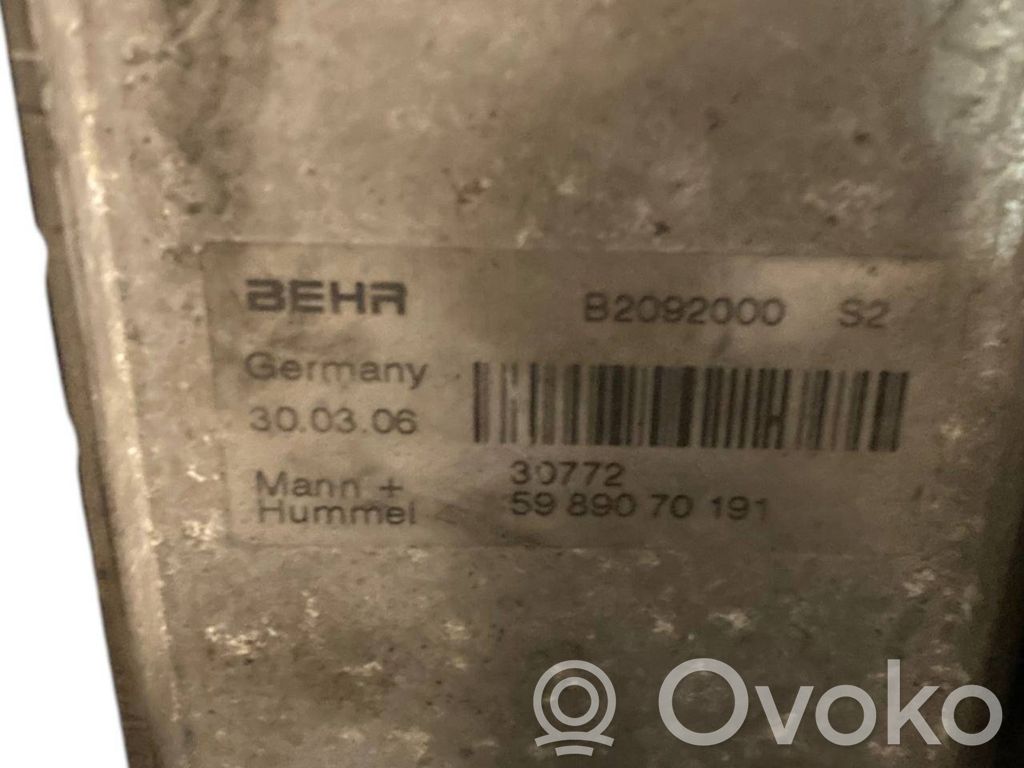 BEHR B2092000 S2
Germany
30.03.06
30772
Mann +
Hummel 59 890 70 191
Ovoko